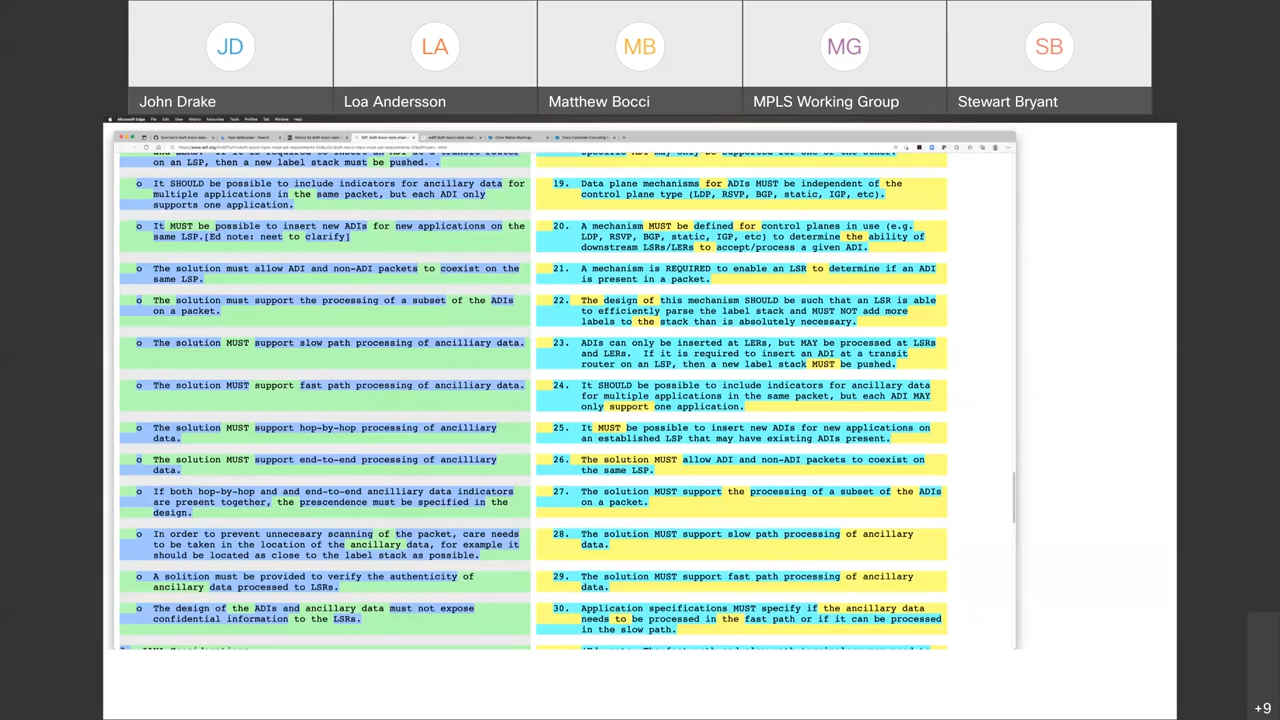 JD
LA
MB
MG
SB
John Drake
Loa Andersson
Matthew Bocci
MPLS Working Group
Stewart Bryant
Microsoft Edge File Edit View History Favourites Tools Profiles Tab Window Help
on an LSP, then a new label stack must be pushed. .
o It SHOULD be possible to include indicators for ancillary data for
multiple applications in the same packet, but each ADI only
supports one application.
o It MUST be possible to insert new ADIs for new applications on the
same LSP.[Ed note: neet to clarify]
o The solution must allow ADI and non-ADI packets to coexist on the
same LSP.
o The solution must support the processing of a subset of the ADIs
on a packet.
o The solution MUST support slow path processing of ancilliary data.
o The solution MUST support fast path processing of ancilliary data.
o The solution MUST support hop-by-hop processing of ancilliary
data.
o The solution MUST support end-to-end processing of ancilliary
data.
o If both hop-by-hop and and end-to-end ancilliary data indicators
are present together, the prescendence must be specified in the
design.
o In order to prevent unnecesary scanning of the packet, care needs
to be taken in the location of the ancillary data, for example it
should be located as close to the label stack as possible.
o A solition must be provided to verify the authenticity of
ancillary data processed to LSRs.
o The design of the ADIs and ancillary data must not expose
confidential information to the LSRs.
19. Data plane mechanisms for ADIs MUST be independent of the
control plane type (LDP, RSVP, BGP, static, IGP, etc).
20. A mechanism MUST be defined for control planes in use (e.g.
LDP, RSVP, BGP, static, IGP, etc) to determine the ability of
downstream LSRs/LERs to accept/process a given ADI.
21. A mechanism is REQUIRED to enable an LSR to determine if an ADI
is present in a packet.
22. The design of this mechanism SHOULD be such that an LSR is able
to efficiently parse the label stack and MUST NOT add more
labels to the stack than is absolutely necessary.
23. ADIs can only be inserted at LERs, but MAY be processed at LSRs
and LERs. If it is required to insert an ADI at a transit
router on an LSP, then a new label stack MUST be pushed.
24. It SHOULD be possible to include indicators for ancillary data
for multiple applications in the same packet, but each ADI MAY
only support one application.
25. It MUST be possible to insert new ADIs for new applications on
an established LSP that may have existing ADIs present.
26. The solution MUST allow ADI and non-ADI packets to coexist on
the same LSP.
27. The solution MUST support the processing of a subset of the ADIs
on a packet.
28. The solution MUST support slow path processing of ancillary
data.
29. The solution MUST support fast path processing of ancillary
data.
30. Application specifications MUST specify if the ancillary data
needs to be processed in the fast path or if it can be processed
in the slow path.
+9